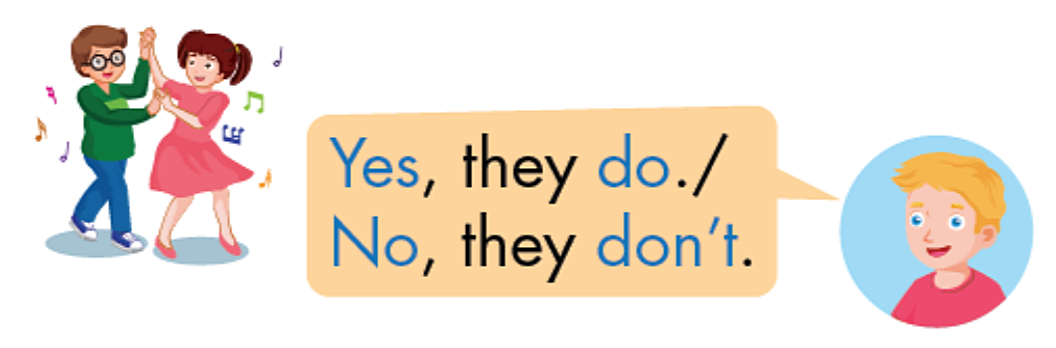 Yes, they do./
No, they don't.